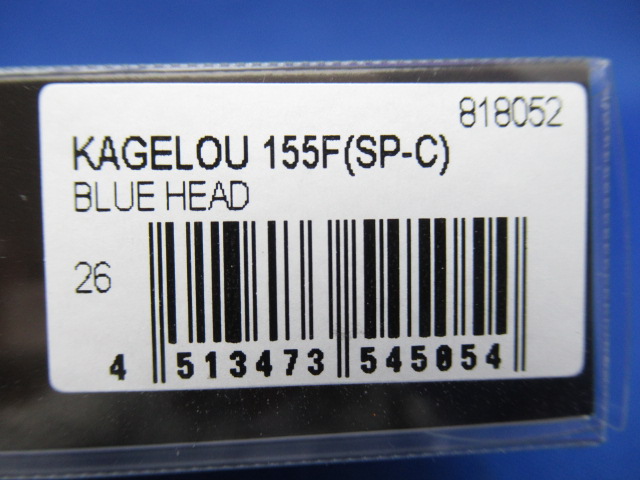 818052
KAGELOU 155F(SP-C)
BLUE HEAD
26
4 513473 545054